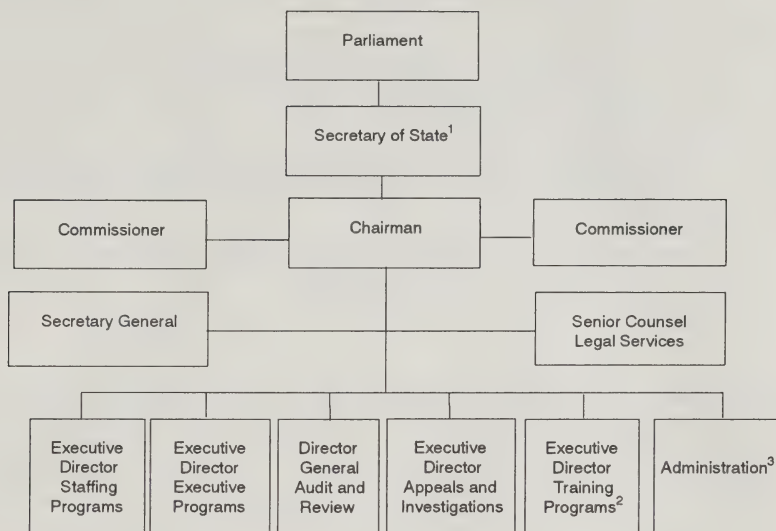 Parliament
Secretary of State¹
Commissioner
Chairman
Commissioner
Secretary General
Senior Counsel
Legal Services
Executive
Director
Staffing
Programs
Executive
Director
Executive
Programs
Director
General
Audit and
Review
Executive
Director
Appeals and
Investigations
Executive
Director
Training
Programs²
Administration³